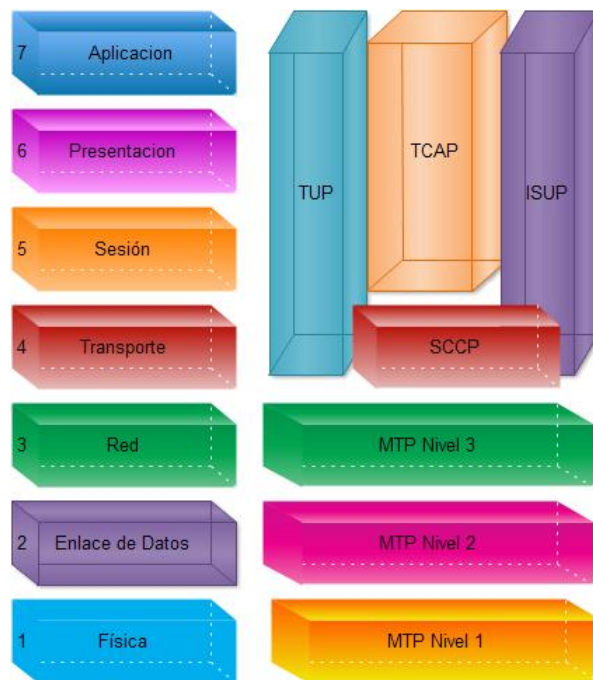 7 Aplicacion
6 Presentacion
5 Sesión
4 Transporte
3 Red
2 Enlace de Datos
1 Física
TUP
TCAP
ISUP
SCCP
MTP Nivel 3
MTP Nivel 2
MTP Nivel 1